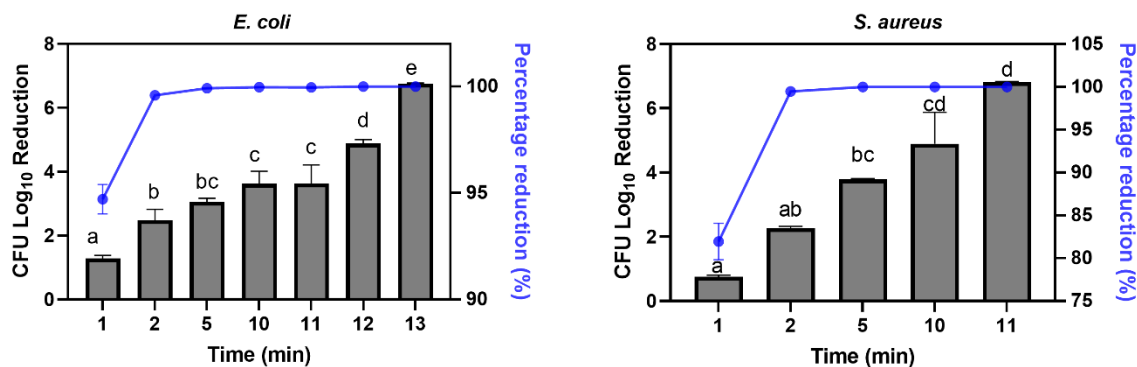 E. coli
CFU Log10 Reduction
8
6
4
2
0
a
b
bc
c
c
d
e
100
95
90
Percentage reduction (%)
1 2 5 10 11 12 13
Time (min)
S. aureus
CFU Log10 Reduction
8
6
4
2
0
a
ab
bc
cd
d
105
100
95
90
85
80
75
Percentage reduction (%)
1 2 5 10 11
Time (min)